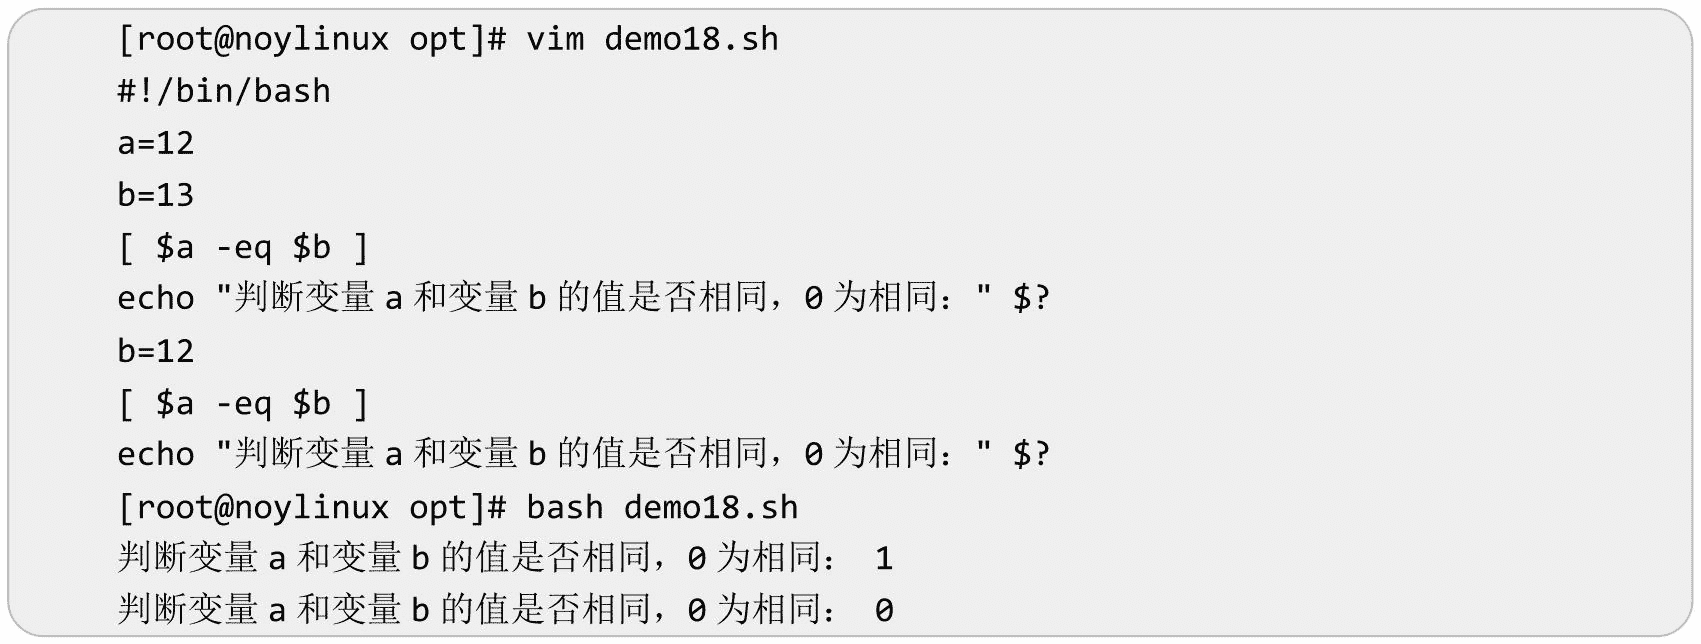 [root@noylinux opt]# vim demo18.sh
#!/bin/bash
a=12
b=13
[ $a -eq $b ]
echo "判断变量 a 和变量 b 的值是否相同，0 为相同：" $?
b=12
[ $a -eq $b ]
echo "判断变量 a 和变量 b 的值是否相同，0 为相同：" $?
[root@noylinux opt]# bash demo18.sh
判断变量 a 和变量 b 的值是否相同，0 为相同： 1
判断变量 a 和变量 b 的值是否相同，0 为相同： 0